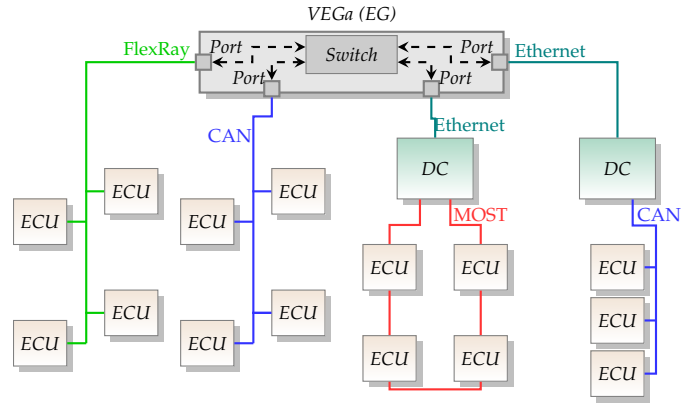 VEGa (EG)
FlexRay
Port
Switch
Port
Ethernet
Port
Port
CAN
Ethernet
DC
DC
ECU
ECU
MOST
CAN
ECU
ECU
ECU
ECU
ECU
ECU
ECU
ECU
ECU
ECU
ECU
ECU
ECU